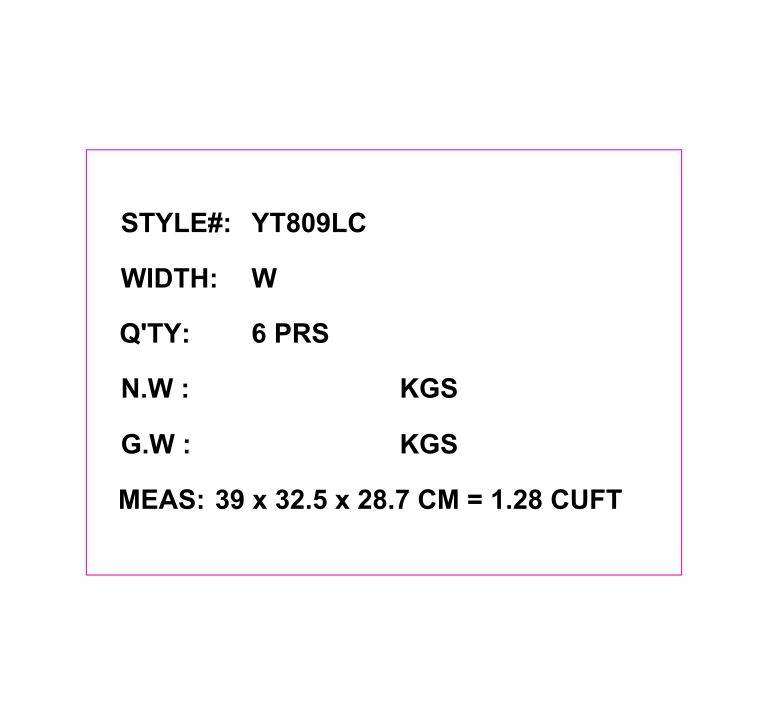 STYLE#: YT809LC
WIDTH: W
Q'TY: 6 PRS
N.W : KGS
G.W : KGS
MEAS: 39 x 32.5 x 28.7 CM = 1.28 CUFT